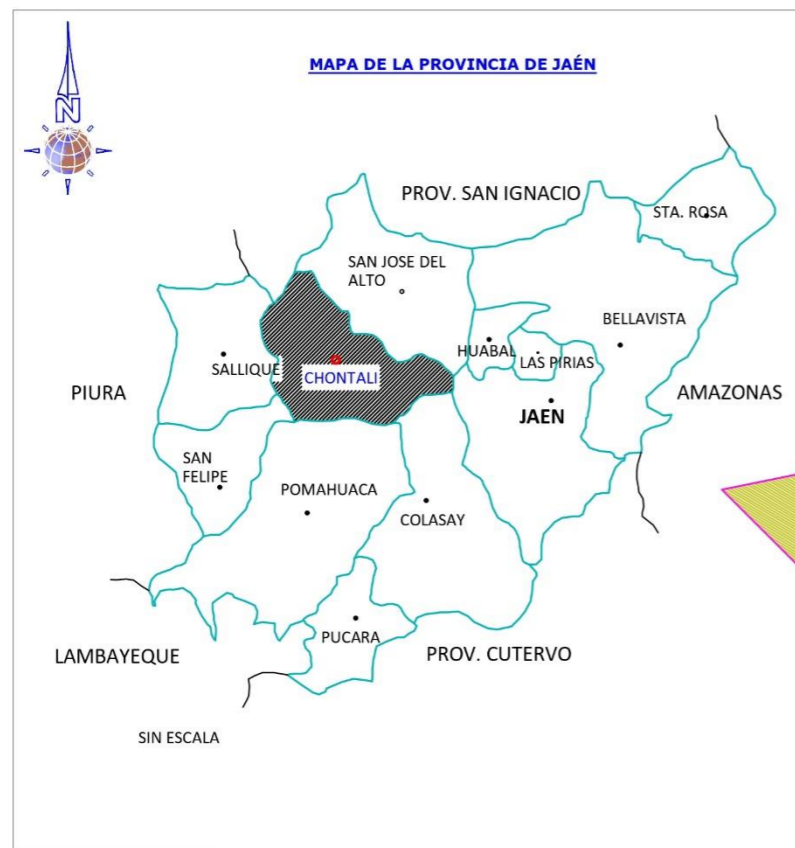 MAPA DE LA PROVINCIA DE JAÉN
N
PROV. SAN IGNACIO
STA. ROSA
SAN JOSE DEL
ALTO
BELLAVISTA
HUABAL
LAS PIRIAS
SALLIQUE
CHONTALI
PIURA
AMAZONAS
JAEN
SAN
FELIPE
POMAHUACA
COLASAY
PUCARA
LAMBAYEQUE
PROV. CUTERVO
SIN ESCALA